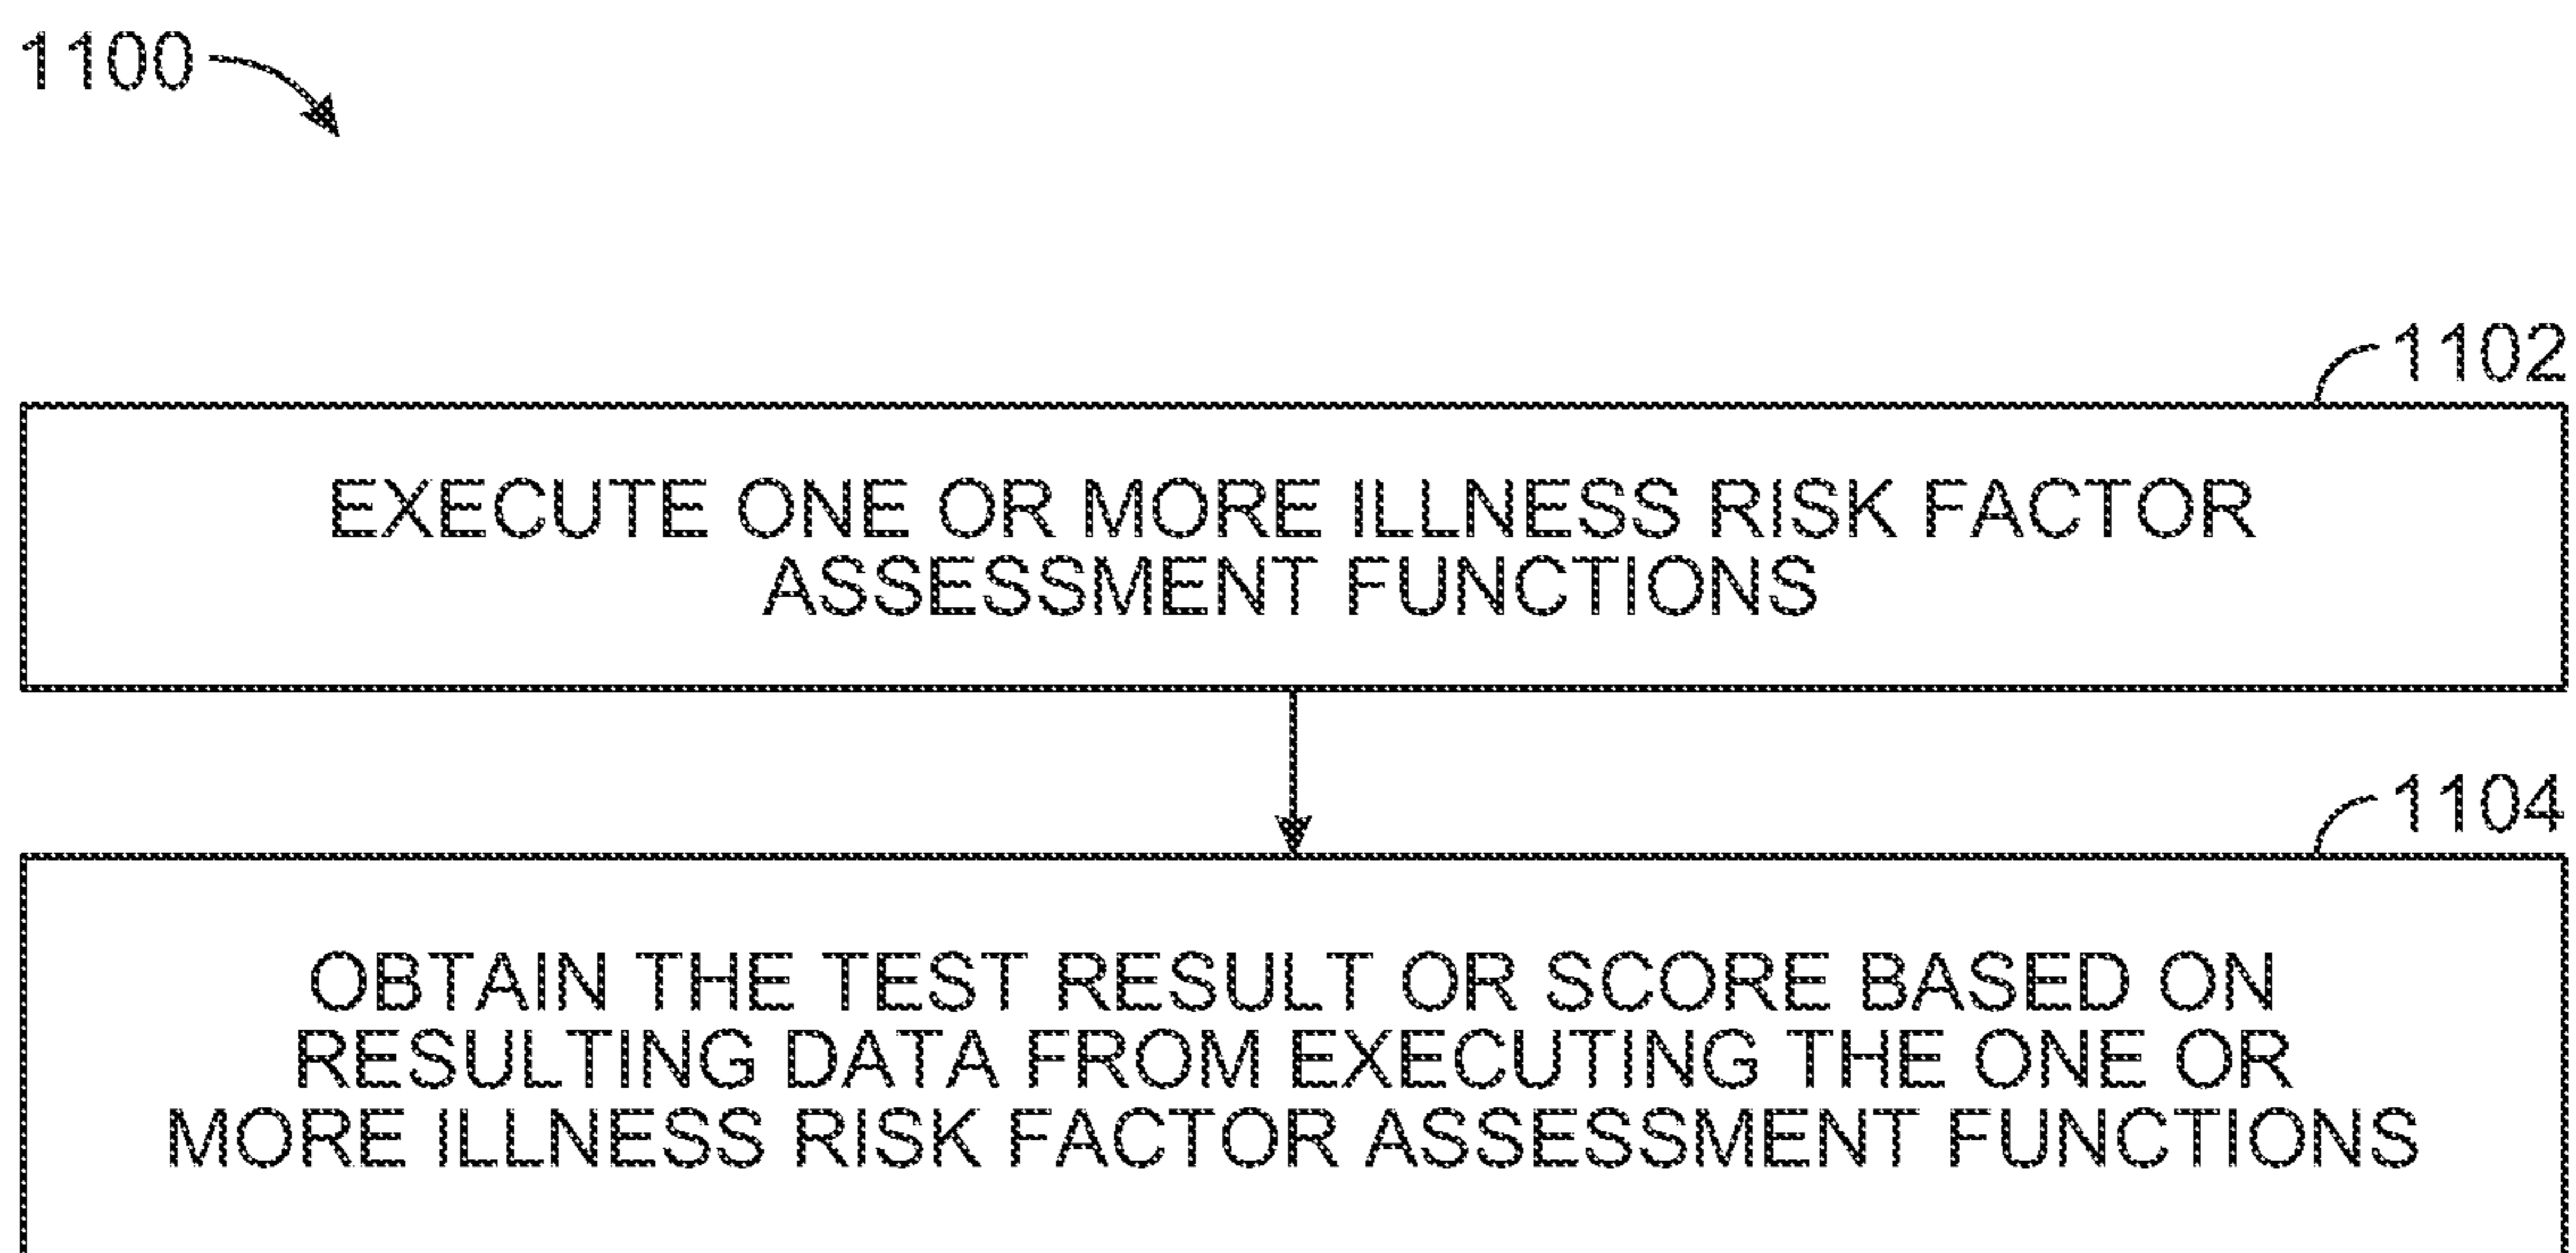 1100
1102
EXECUTE ONE OR MORE ILLNESS RISK FACTOR
ASSESSMENT FUNCTIONS
1104
OBTAIN THE TEST RESULT OR SCORE BASED ON
RESULTING DATA FROM EXECUTING THE ONE OR
MORE ILLNESS RISK FACTOR ASSESSMENT FUNCTIONS